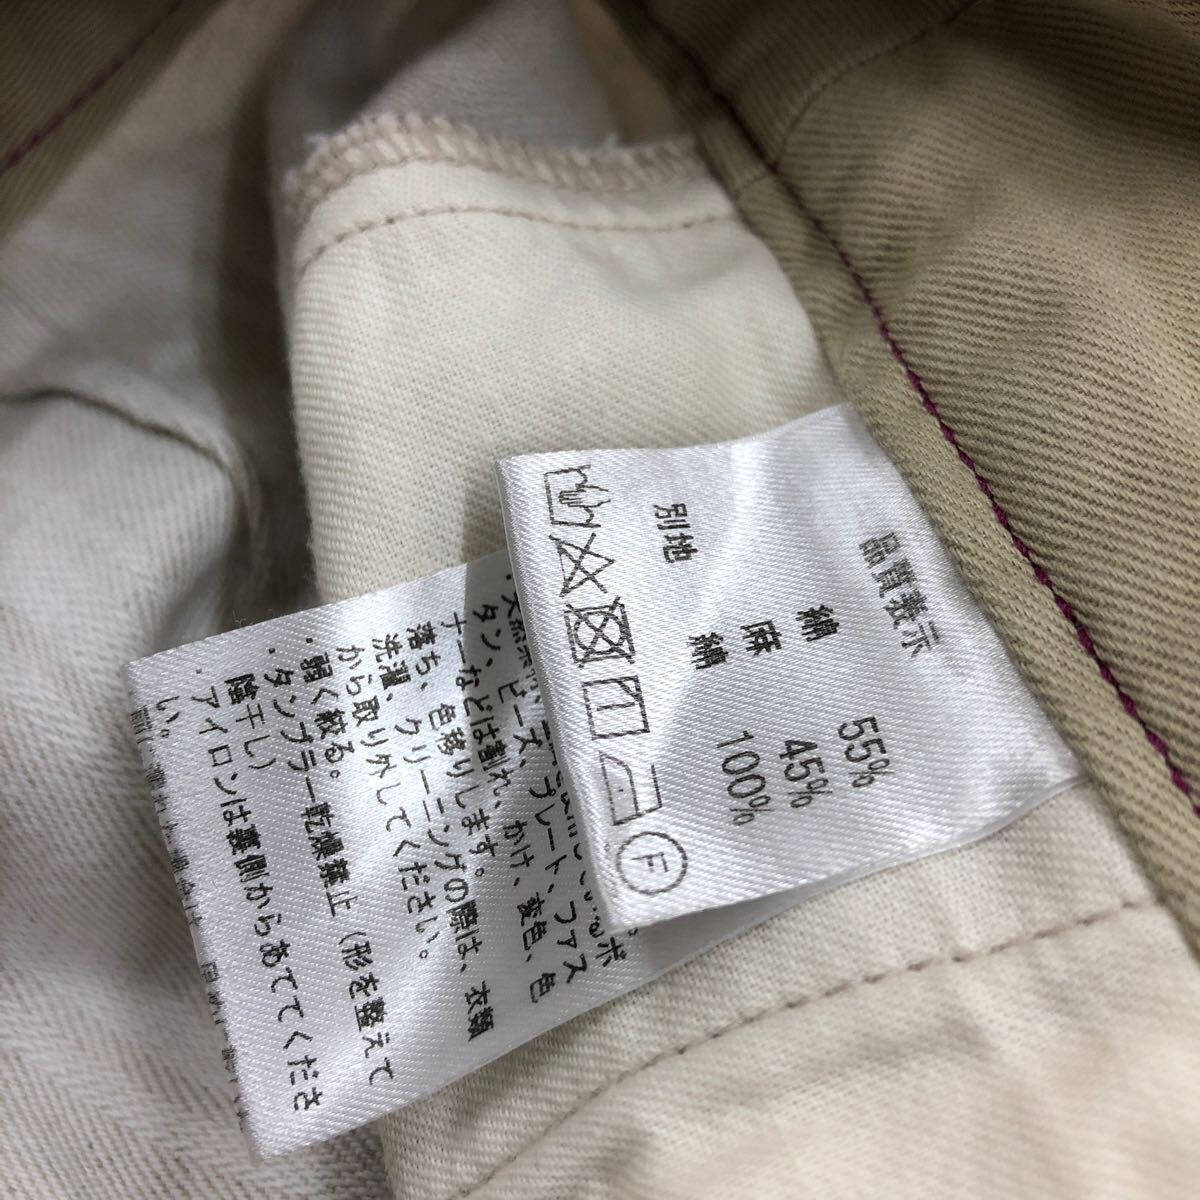 品質表示
綿 55%
麻 45%
別地 綿 100%
F
タン、ビーズ、プレート、ファス
ナーなどは割れ、かけ、変色、色
落ち、色移りします。
洗濯、クリーニングの際は、衣類
から取り外してください。
・弱く絞る。
・タンブラー乾燥禁止（形を整えて
陰干し）
・アイロンは裏側からあててくださ
い。